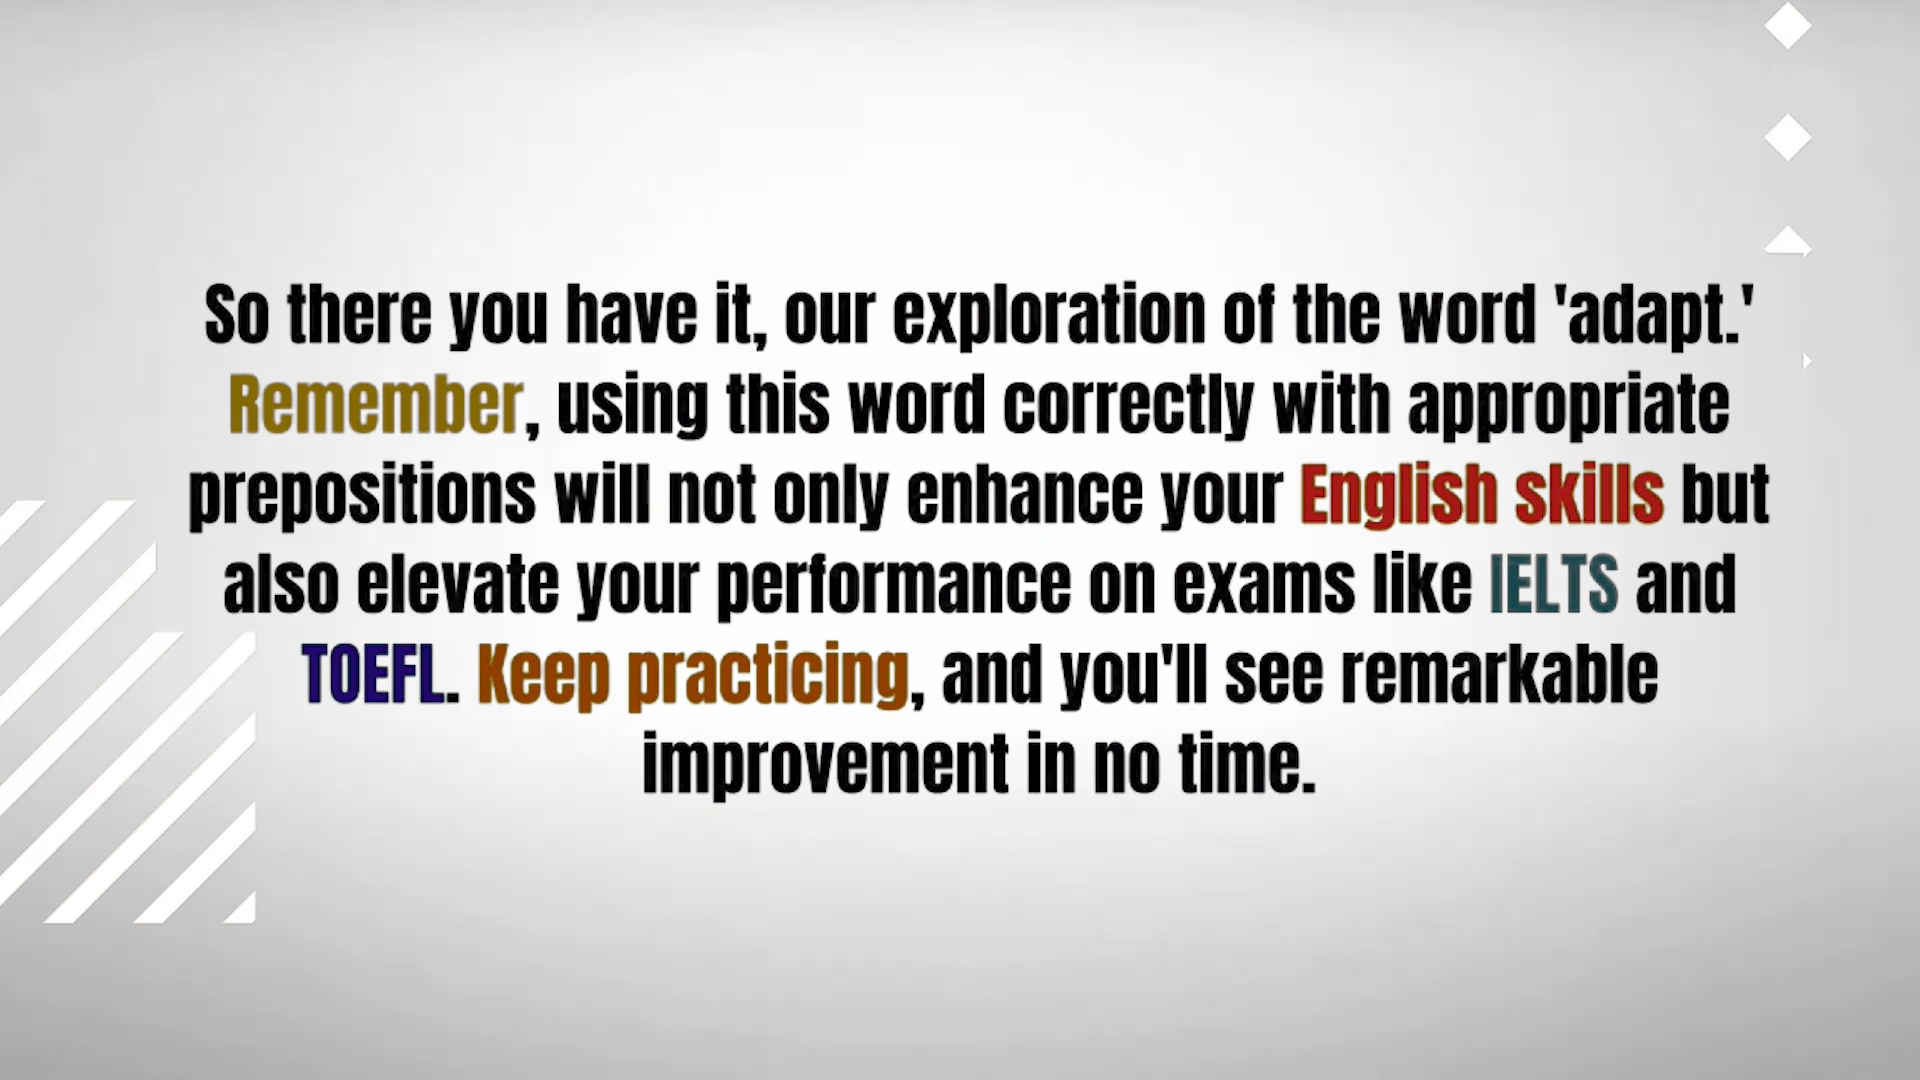 So there you have it, our exploration of the word 'adapt.'
Remember, using this word correctly with appropriate
prepositions will not only enhance your English skills but
also elevate your performance on exams like IELTS and
TOEFL. Keep practicing, and you'll see remarkable
improvement in no time.